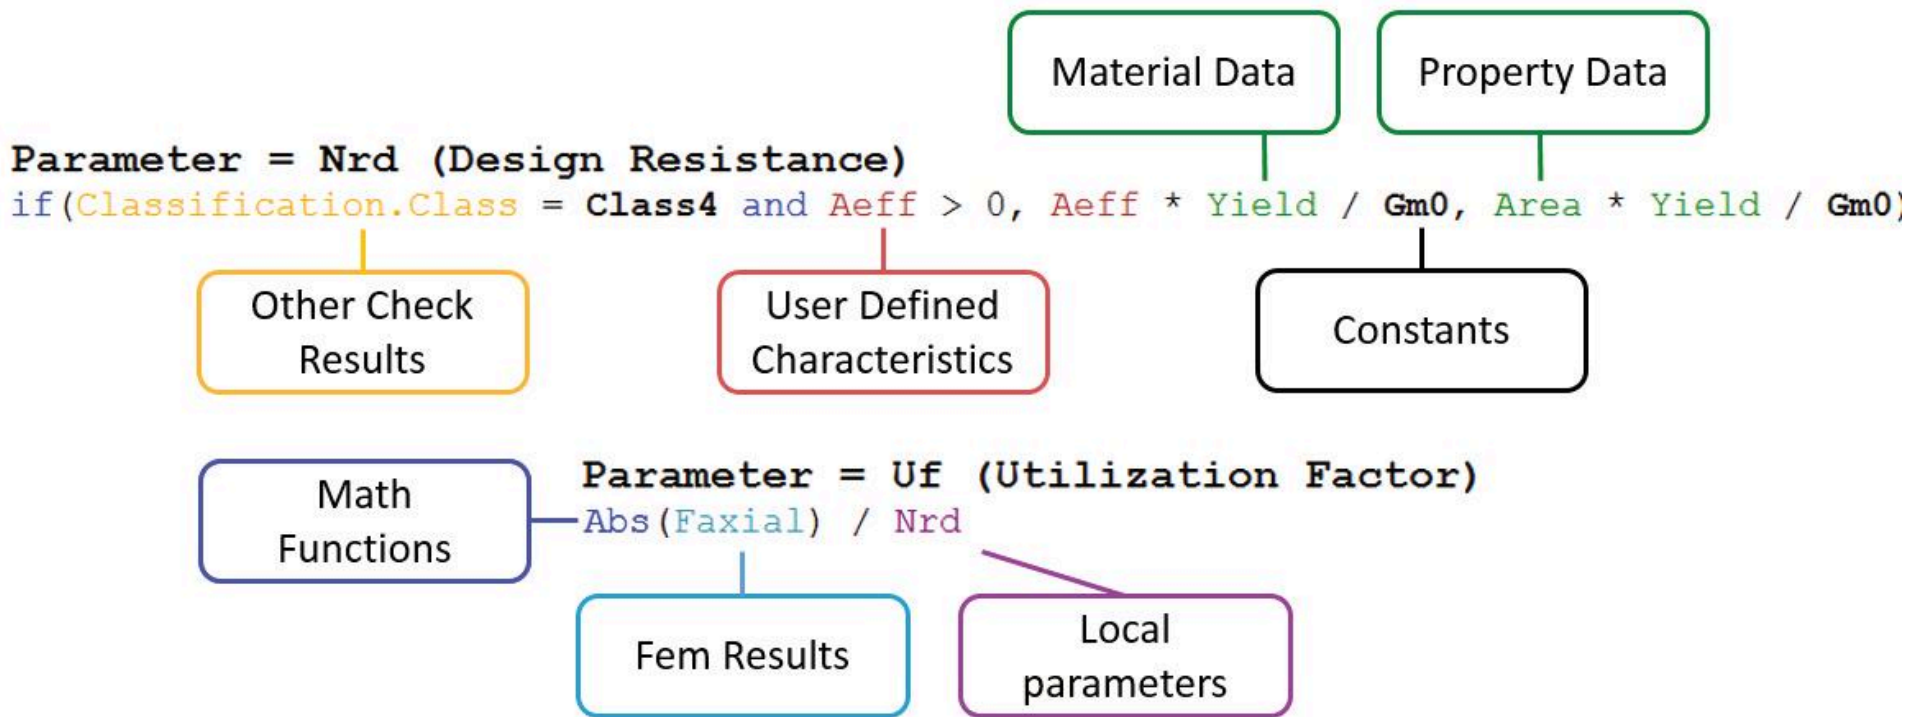 Material Data
Property Data
Parameter = Nrd (Design Resistance)
if(Classification.Class = Class4 and Aeff > 0, Aeff * Yield / Gm0, Area * Yield / Gm0)
Other Check
Results
User Defined
Characteristics
Constants
Math
Functions
Parameter = Uf (Utilization Factor)
Abs(Faxial) / Nrd
Fem Results
Local
parameters